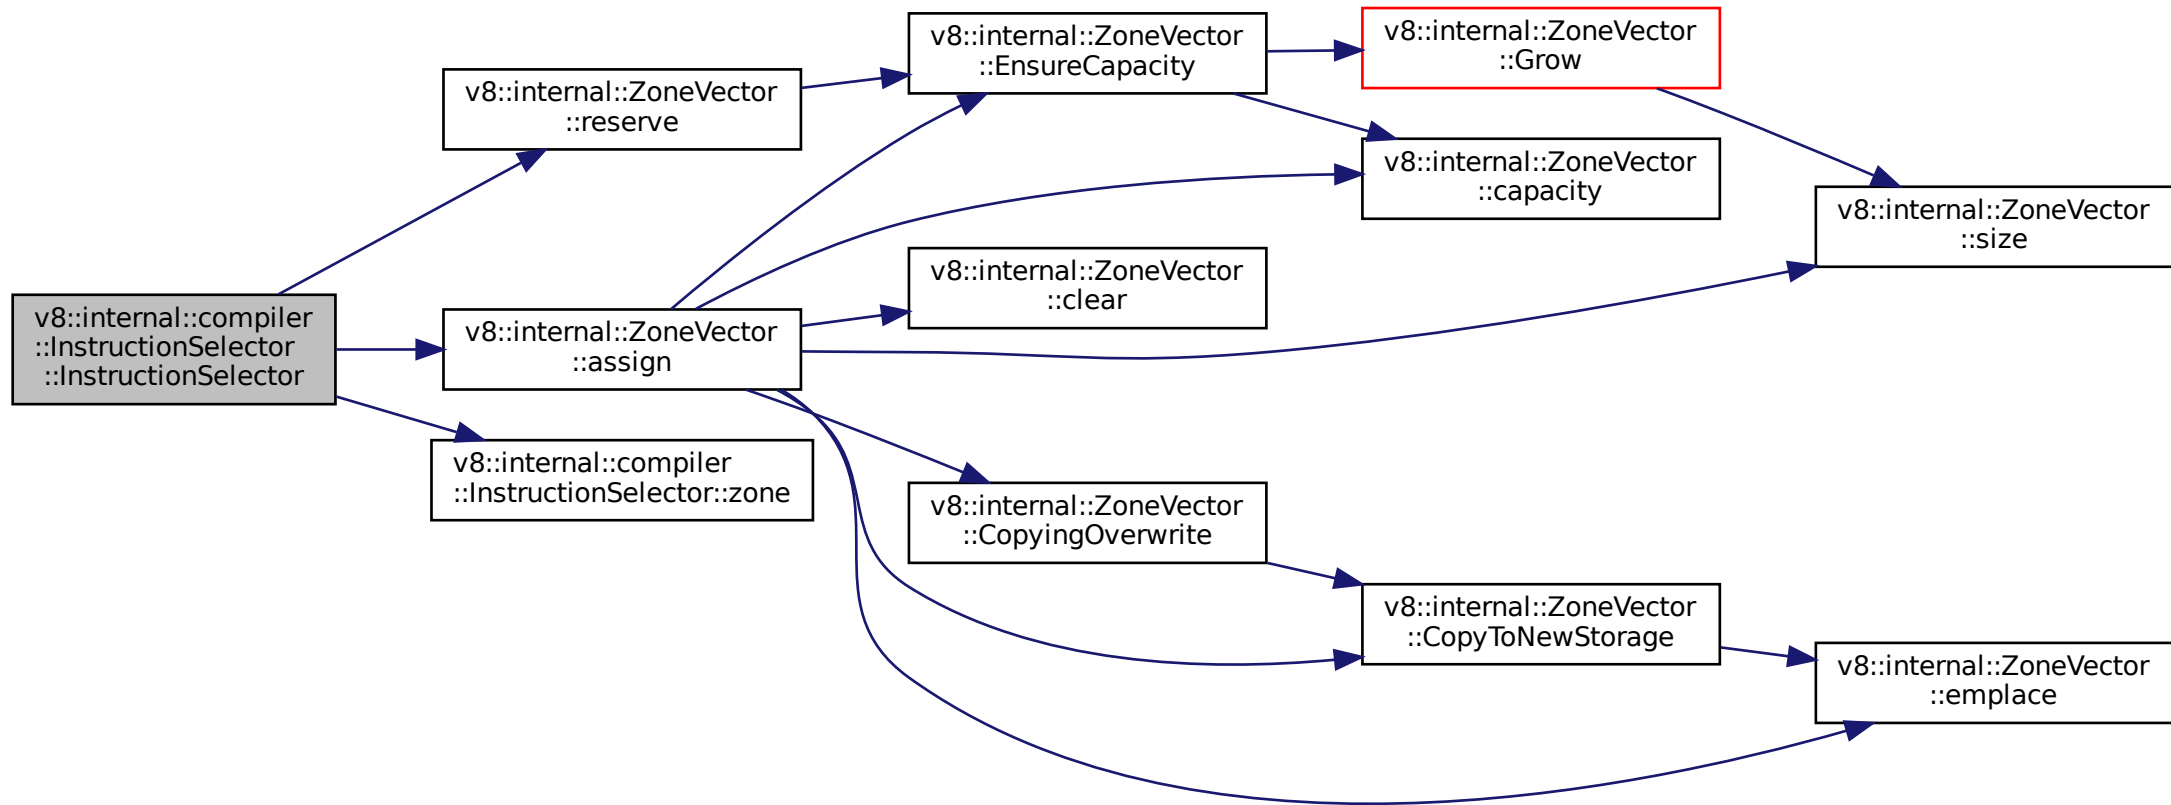 v8::internal::compiler
::InstructionSelector
::InstructionSelector
v8::internal::ZoneVector
::reserve
v8::internal::ZoneVector
::assign
v8::internal::compiler
::InstructionSelector::zone
v8::internal::ZoneVector
::EnsureCapacity
v8::internal::ZoneVector
::clear
v8::internal::ZoneVector
::CopyingOverwrite
v8::internal::ZoneVector
::Grow
v8::internal::ZoneVector
::capacity
v8::internal::ZoneVector
::CopyToNewStorage
v8::internal::ZoneVector
::size
v8::internal::ZoneVector
::emplace